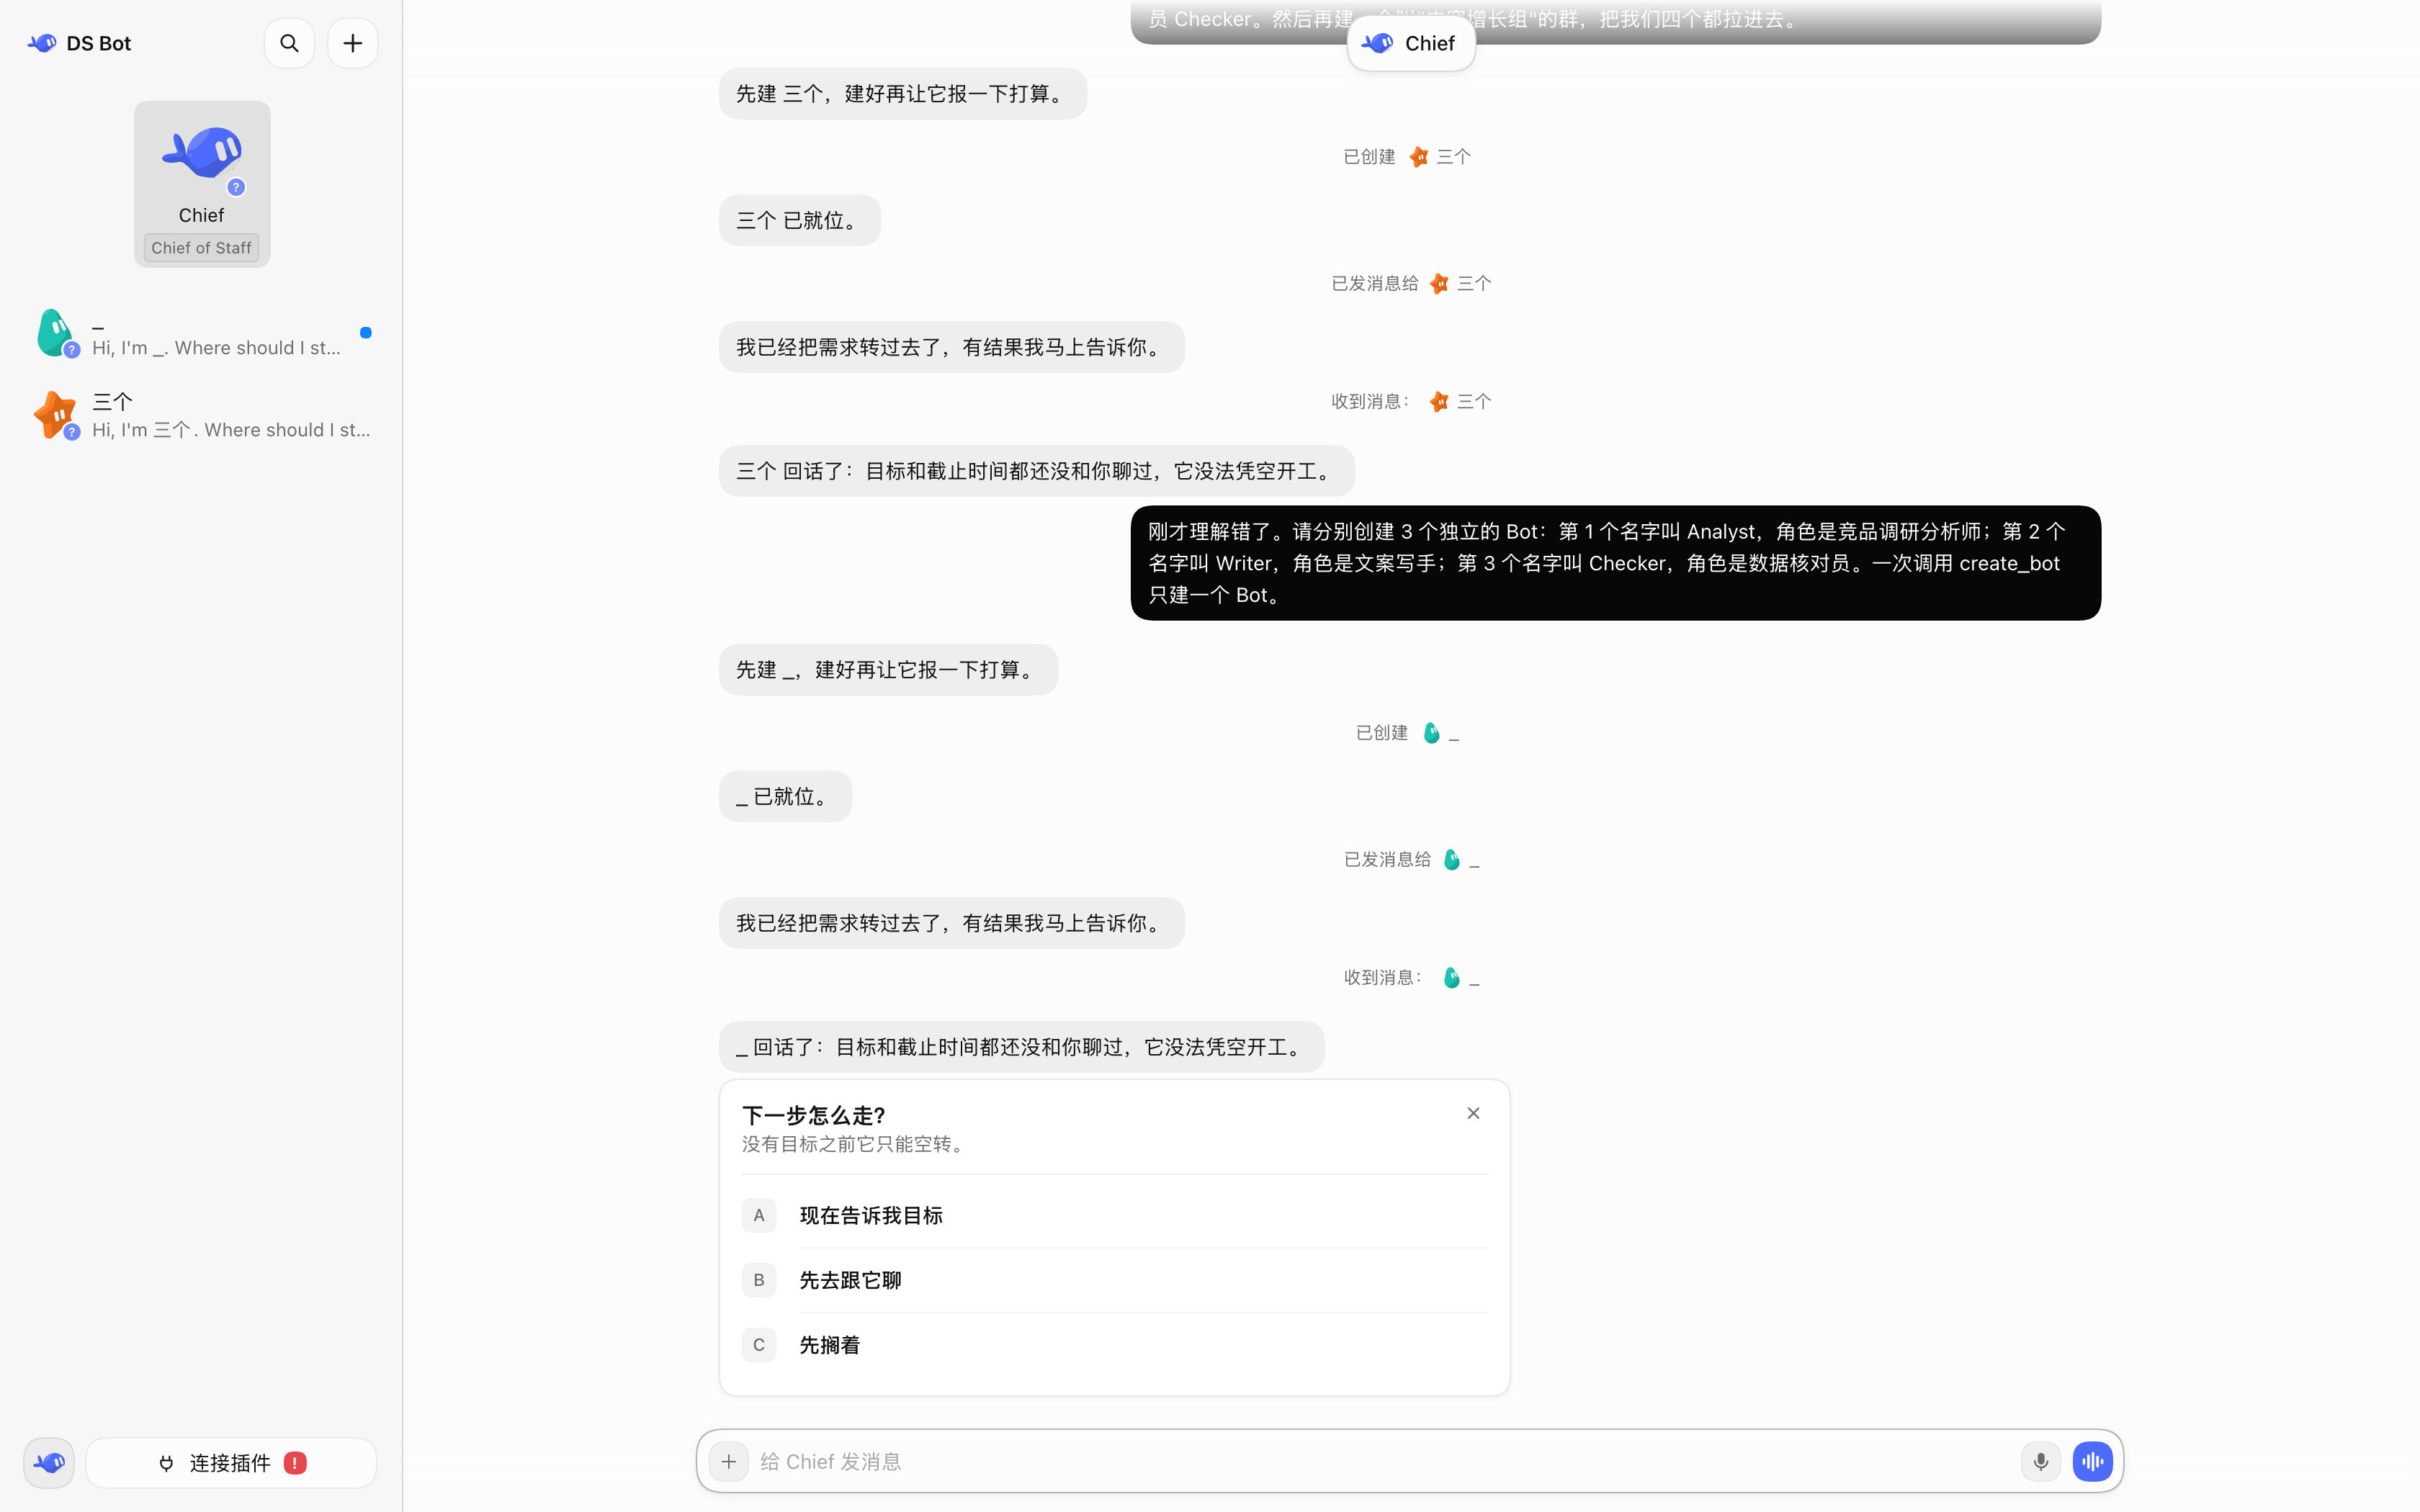 DS Bot
Chief
Chief of Staff
_
Hi, I'm _. Where should I st...
三个
Hi, I'm 三个. Where should I st...
连接插件
!
Chief
员 Checker。然后再建一个叫"内容增长组"的群，把我们四个都拉进去。
先建 三个，建好再让它报一下打算。
已创建 三个
三个 已就位。
已发消息给 三个
我已经把需求转过去了，有结果我马上告诉你。
收到消息： 三个
三个 回话了：目标和截止时间都还没和你聊过，它没法凭空开工。
刚才理解错了。请分别创建 3 个独立的 Bot：第 1 个名字叫 Analyst，角色是竞品调研分析师；第 2 个
名字叫 Writer，角色是文案写手；第 3 个名字叫 Checker，角色是数据核对员。一次调用 create_bot
只建一个 Bot。
先建 _，建好再让它报一下打算。
已创建 _
_ 已就位。
已发消息给 _
我已经把需求转过去了，有结果我马上告诉你。
收到消息： _
_ 回话了：目标和截止时间都还没和你聊过，它没法凭空开工。
下一步怎么走?
没有目标之前它只能空转。
A 现在告诉我目标
B 先去跟它聊
C 先搁着
给 Chief 发消息